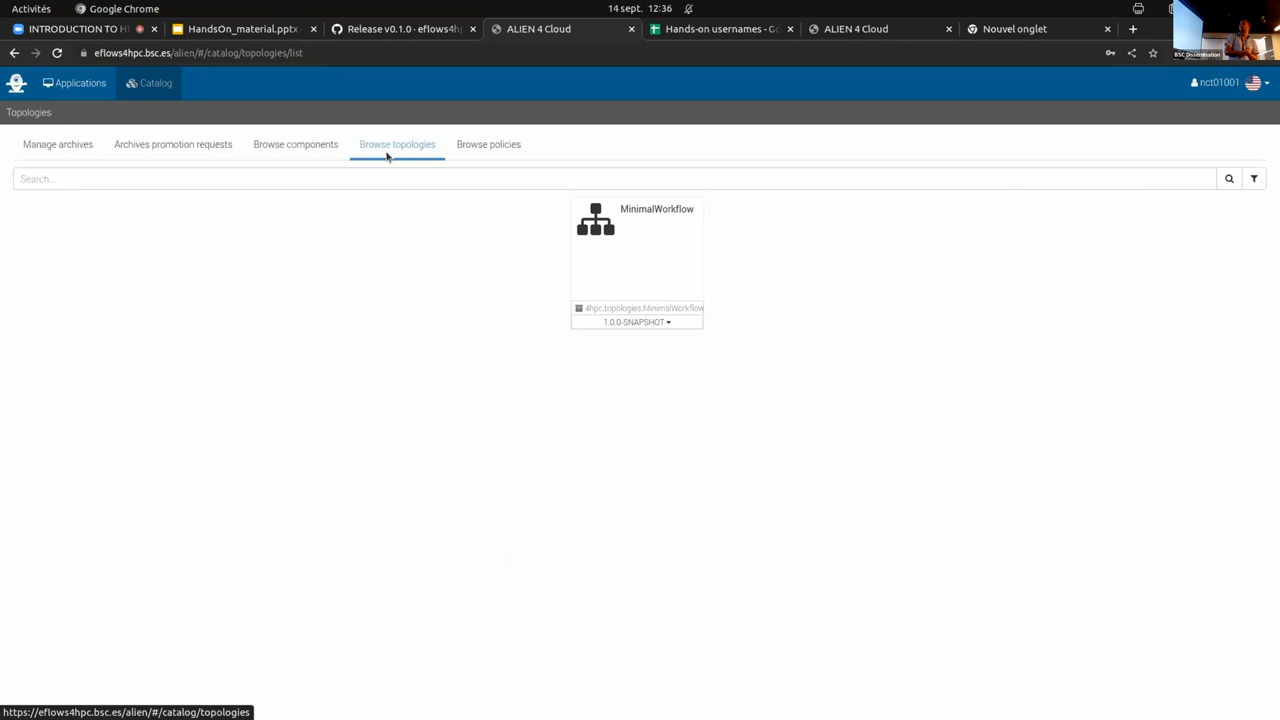 Activités
Google Chrome
14 sept. 12:36
INTRODUCTION TO H
HandsOn_material.pptx -
Release v0.1.0 · eflows4h
ALIEN 4 Cloud
Hands-on usernames - G
ALIEN 4 Cloud
Nouvel onglet
eflows4hpc.bsc.es/alien/#/catalog/topologies/list
BSC Dissemination
Applications
Catalog
nct01001
Topologies
Manage archives
Archives promotion requests
Browse components
Browse topologies
Browse policies
Search...
MinimalWorkflow
4hpc.topologies.MinimalWorkflow
1.0.0-SNAPSHOT
https://eflows4hpc.bsc.es/alien/#/catalog/topologies